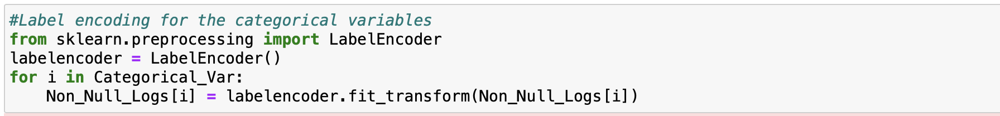 #Label encoding for the categorical variables
from sklearn.preprocessing import LabelEncoder
labelencoder = LabelEncoder()
for i in Categorical_Var:
    Non_Null_Logs[i] = labelencoder.fit_transform(Non_Null_Logs[i])